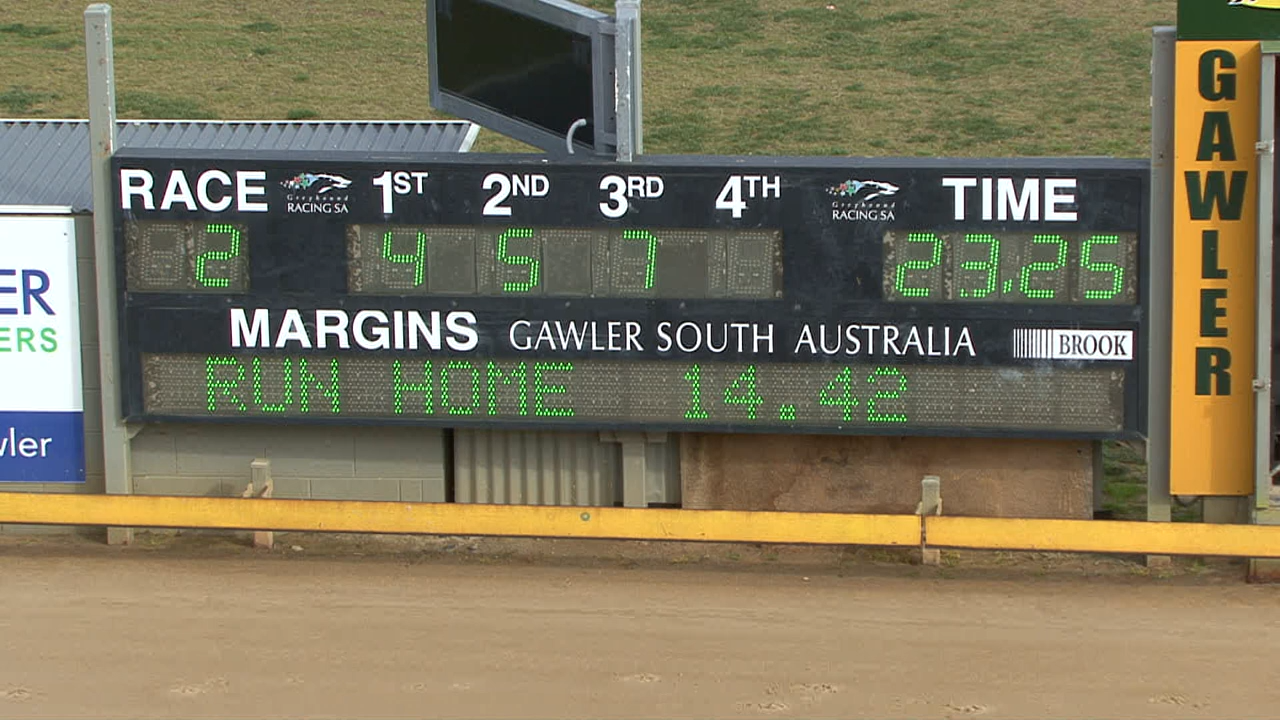 RACE Greyhound RACING SA 1ST 2ND 3RD 4TH Greyhound RACING SA TIME
2 4 5 7 23.25
MARGINS GAWLER SOUTH AUSTRALIA BROOK
RUN HOME 14.42
GAWLER
ER
ERS
wler